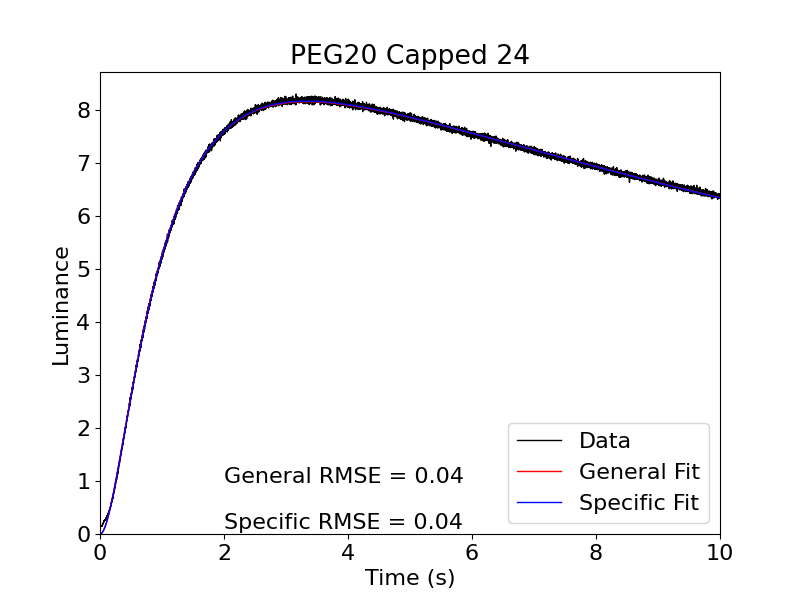 PEG20 Capped 24
Luminance
8
7
6
5
4
3
2
1
0
General RMSE = 0.04
Specific RMSE = 0.04
Data
General Fit
Specific Fit
0 2 4 6 8 10
Time (s)